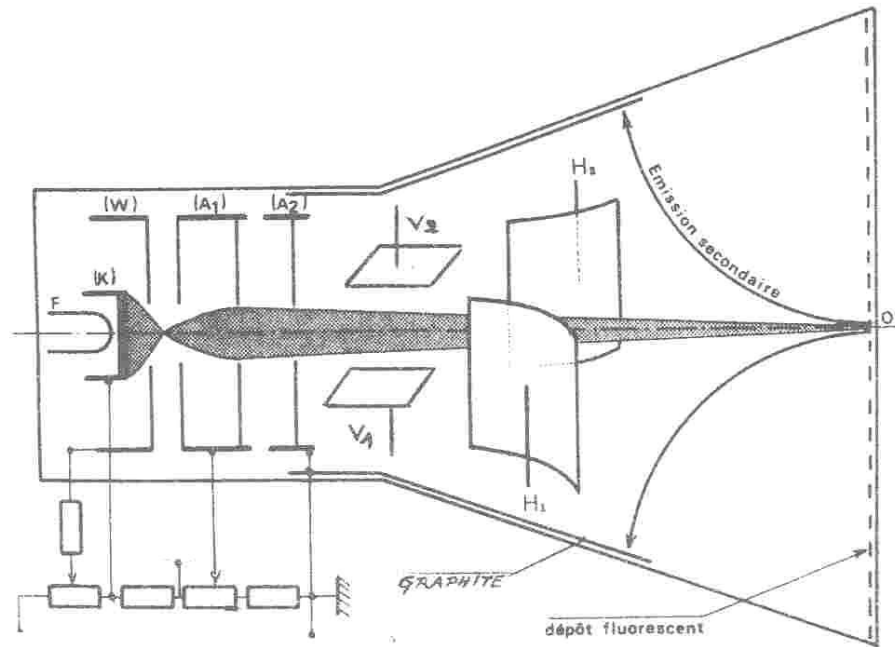 H₂
(W)
(A₁)
(A₂)
V₂
Emission secondaire
(K)
F
O
V₁
H₁
GRAPHITE
dépôt fluorescent